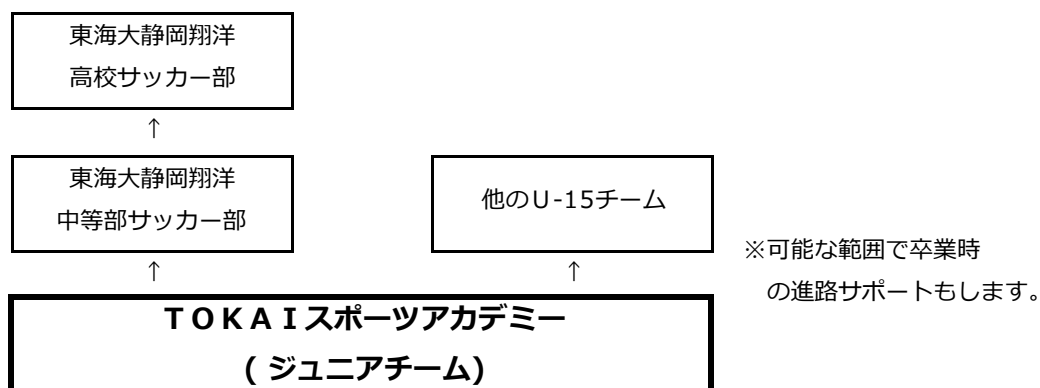 東海大静岡翔洋
高校サッカー部
↑
東海大静岡翔洋
中等部サッカー部
他のU-15チーム
↑
↑
※可能な範囲で卒業時
の進路サポートもします。
TOKAIスポーツアカデミー
( ジュニアチーム)